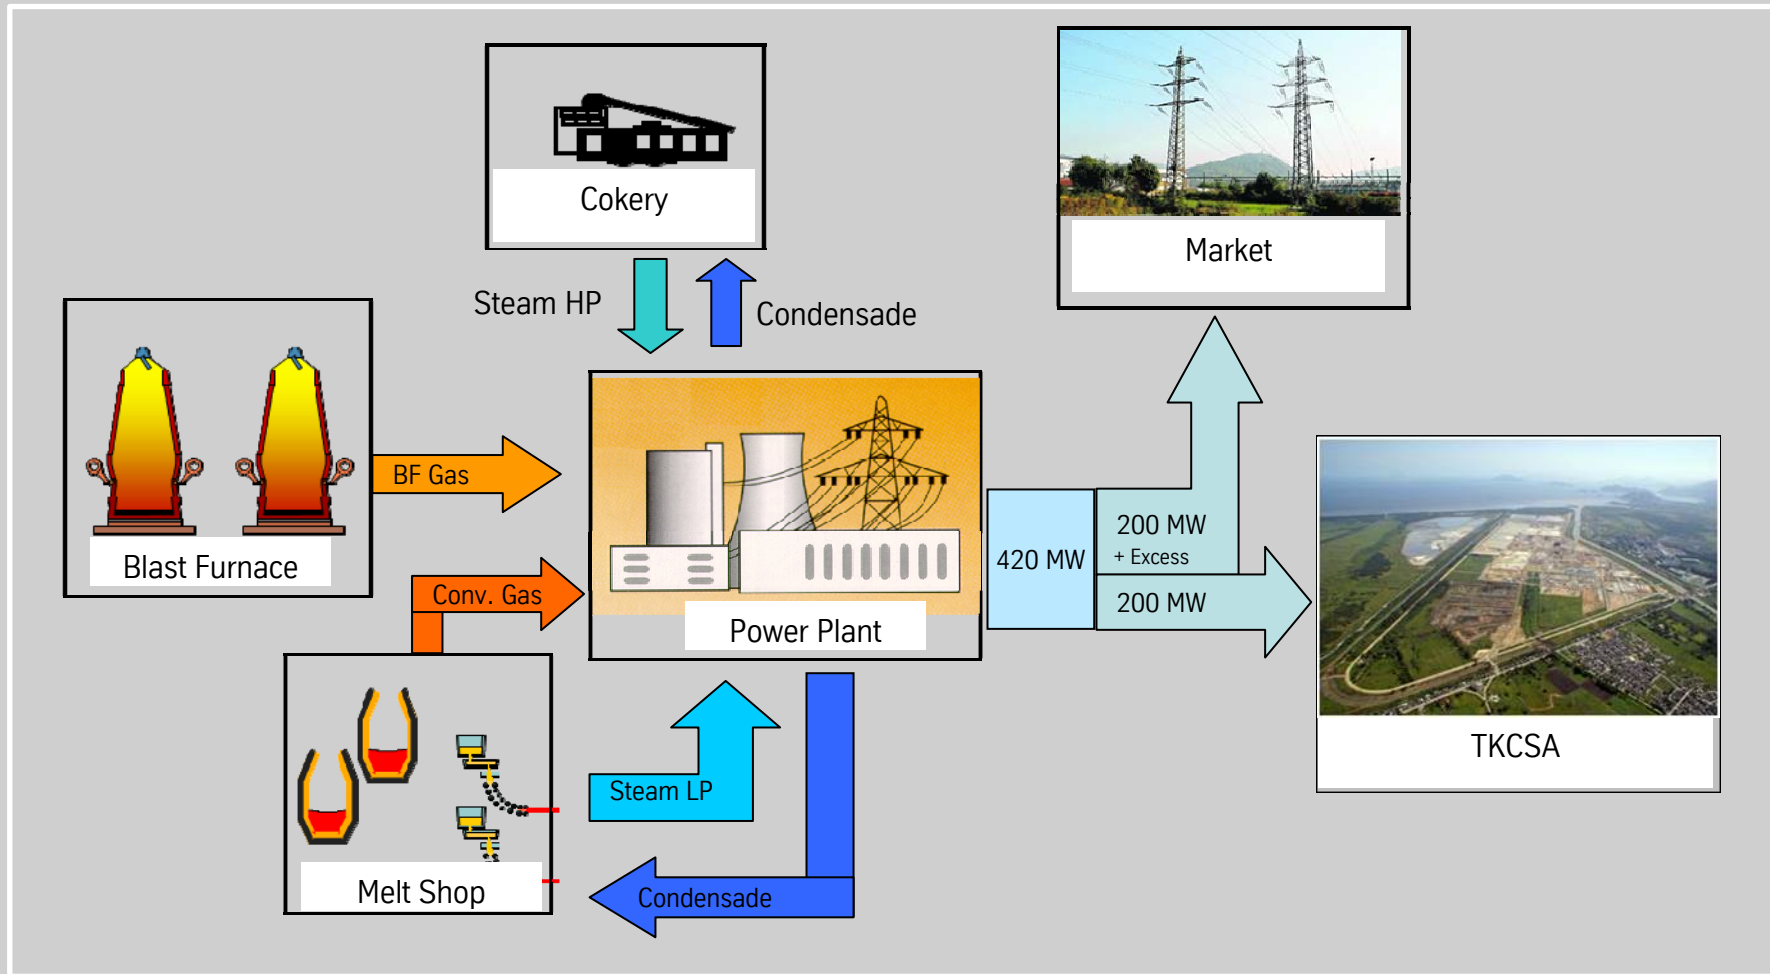 Cokery
Market
Steam HP
Condensade
BF Gas
Blast Furnace
Conv. Gas
Power Plant
420 MW
200 MW
+ Excess
200 MW
TKCSA
Steam LP
Melt Shop
Condensade